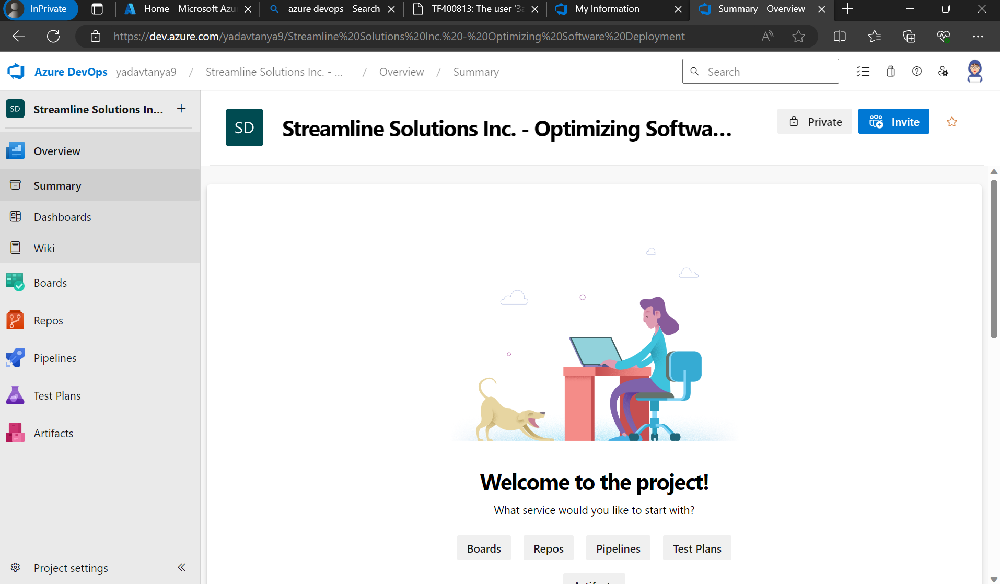 InPrivate
Home - Microsoft Azu
azure devops - Search
TF400813: The user '3a
My Information
Summary - Overview
https://dev.azure.com/yadavtanya9/Streamline%20Solutions%20Inc.%20-%20Optimizing%20Software%20Deployment
Azure DevOps yadavtanya9 / Streamline Solutions Inc. - ... / Overview / Summary
Search
SD Streamline Solutions In... +
SD Streamline Solutions Inc. - Optimizing Softwa...
Private
Invite
Overview
Summary
Dashboards
Wiki
Boards
Repos
Pipelines
Test Plans
Artifacts
Project settings
Welcome to the project!
What service would you like to start with?
Boards
Repos
Pipelines
Test Plans
Artifacts